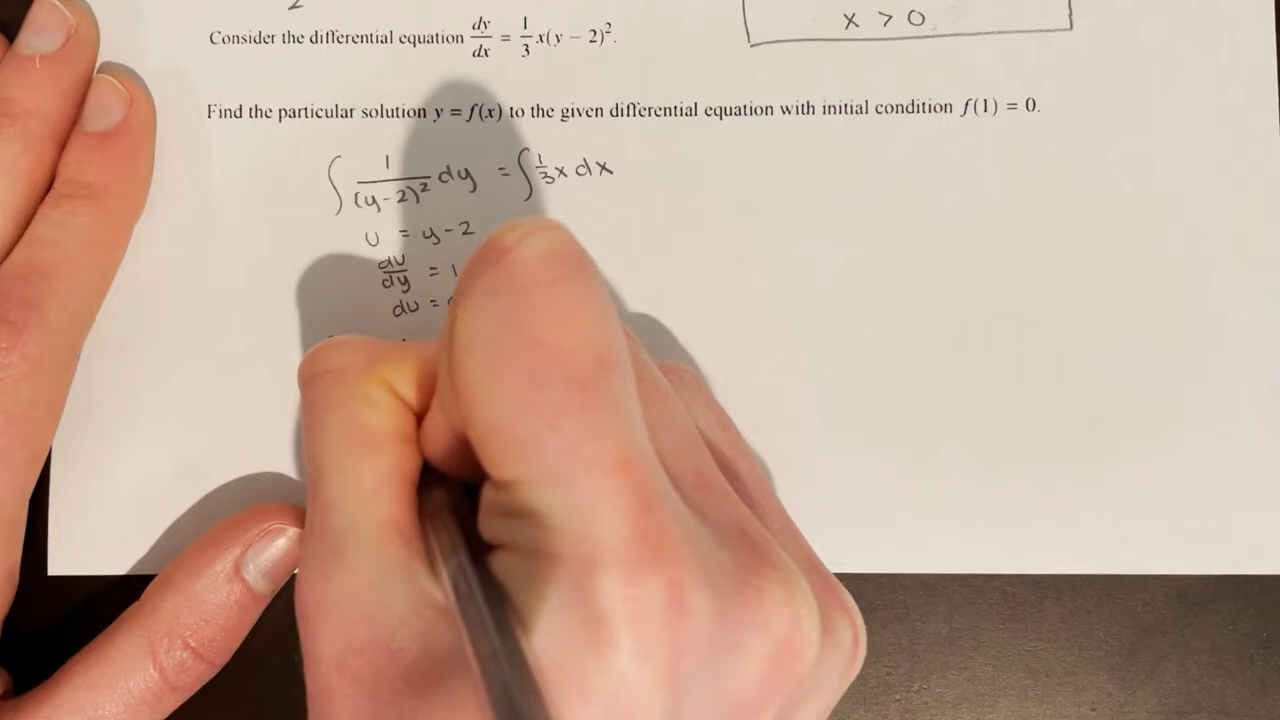 x > 0
Consider the differential equation dy/dx = 1/3 x(y − 2)².
Find the particular solution y = f(x) to the given differential equation with initial condition f(1) = 0.
∫ 1/(y-2)² dy = ∫ 1/3 x dx
u = y-2
du/dy = 1
du =